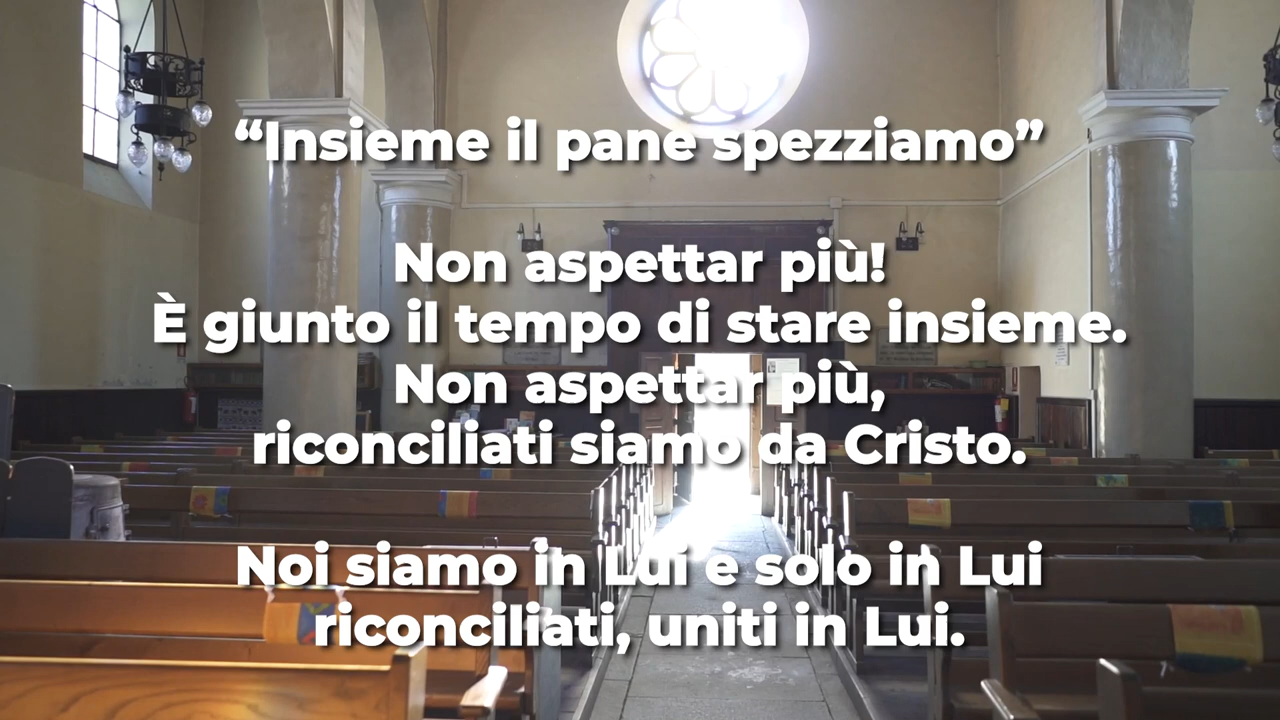 “Insieme il pane spezziamo”
Non aspettar più!
È giunto il tempo di stare insieme.
Non aspettar più,
riconciliati siamo da Cristo.
Noi siamo in Lui e solo in Lui
riconciliati, uniti in Lui.